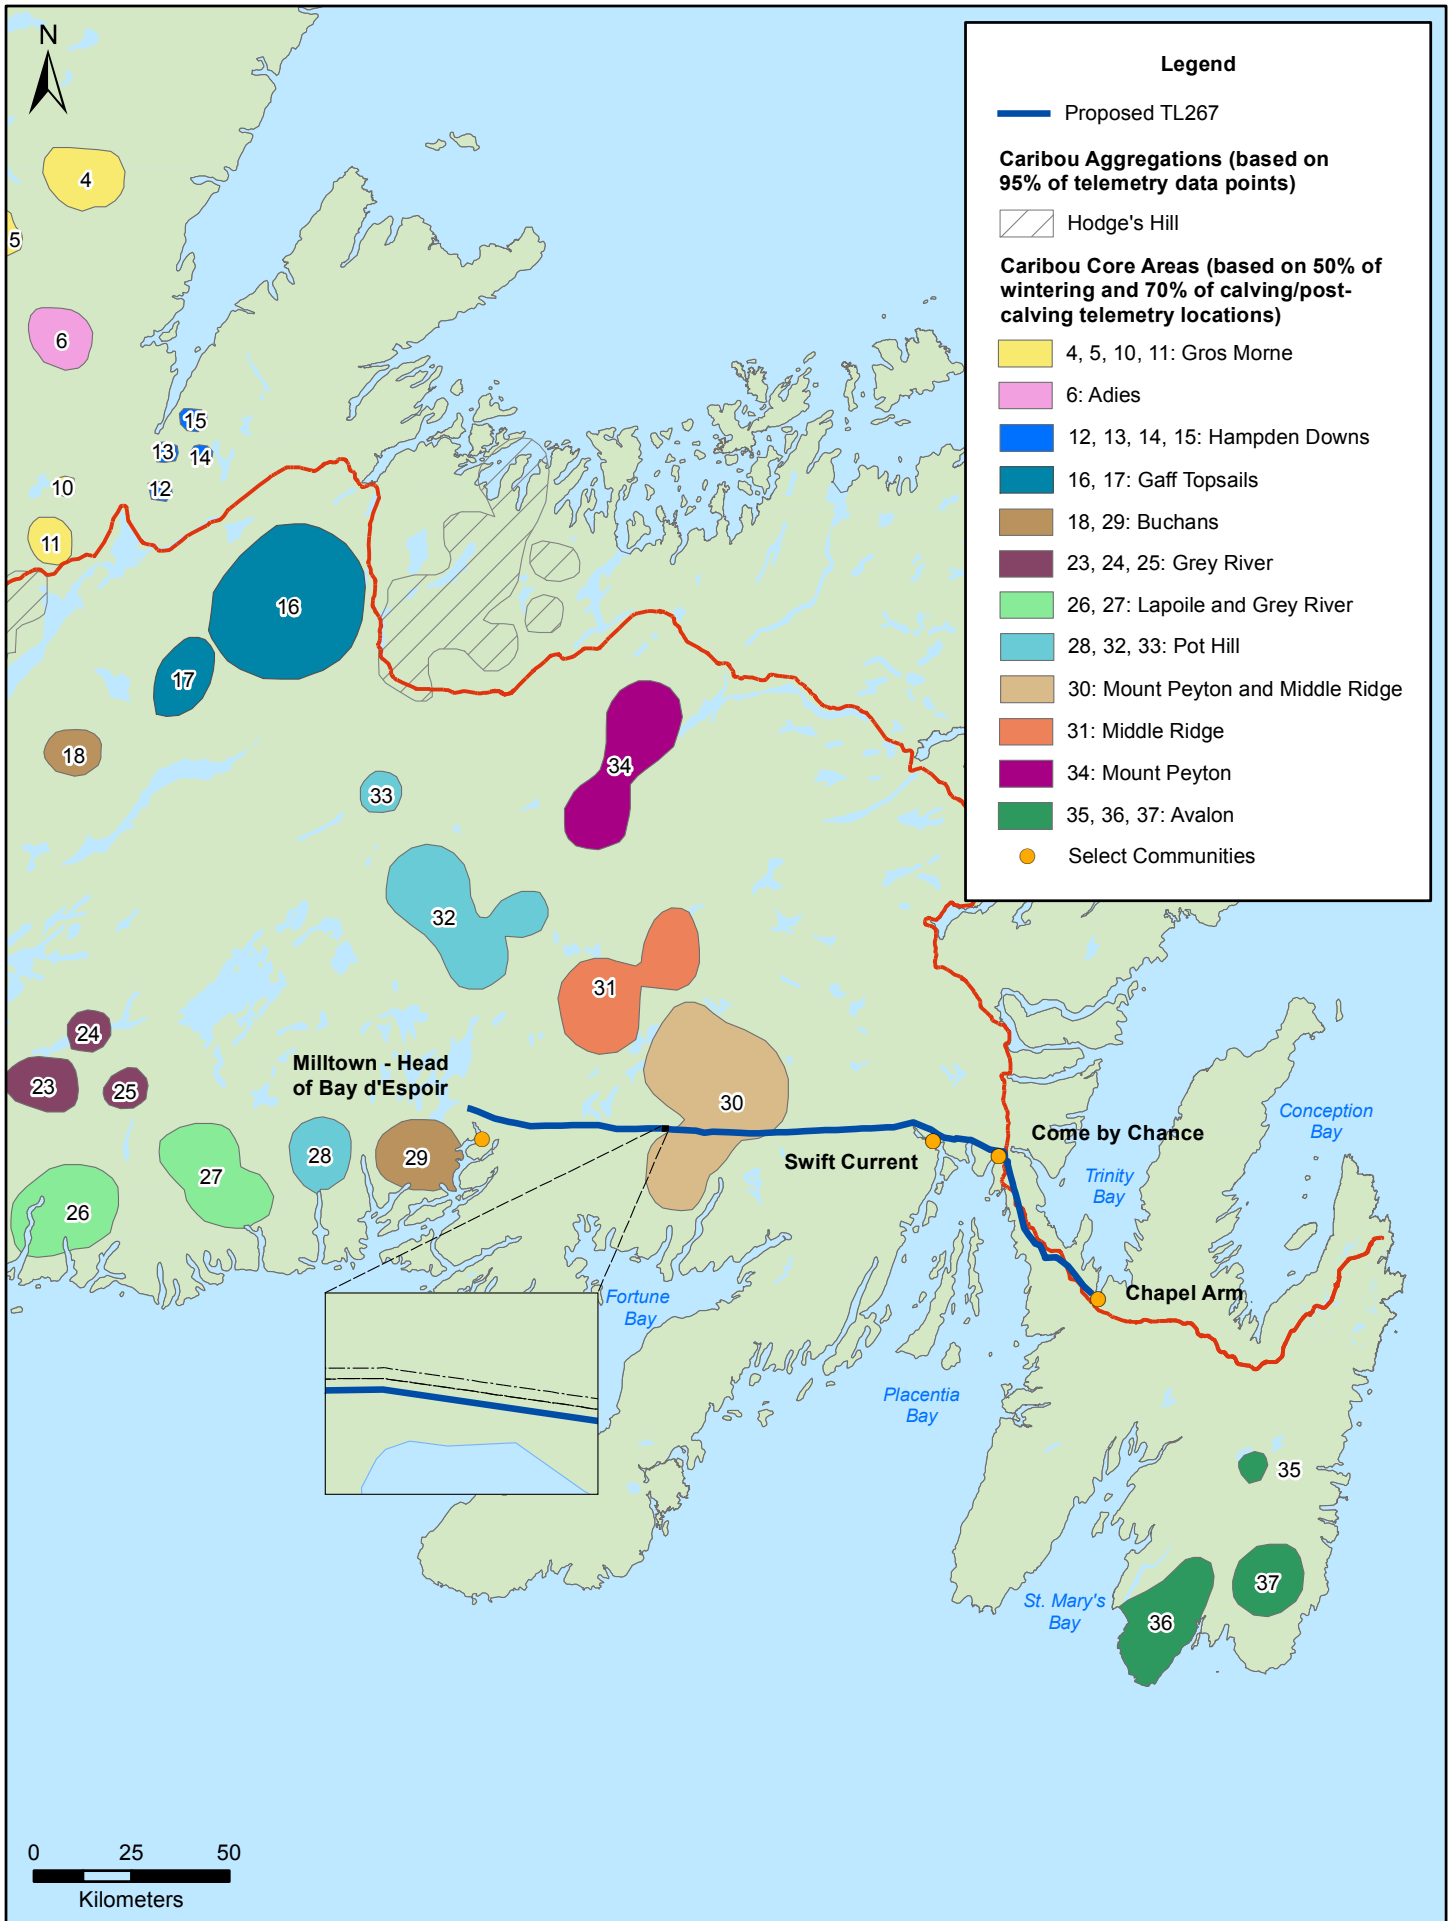 N
Legend
Proposed TL267
Caribou Aggregations (based on
95% of telemetry data points)
Hodge's Hill
Caribou Core Areas (based on 50% of
wintering and 70% of calving/post-
calving telemetry locations)
4, 5, 10, 11: Gros Morne
6: Adies
12, 13, 14, 15: Hampden Downs
16, 17: Gaff Topsails
18, 29: Buchans
23, 24, 25: Grey River
26, 27: Lapoile and Grey River
28, 32, 33: Pot Hill
30: Mount Peyton and Middle Ridge
31: Middle Ridge
34: Mount Peyton
35, 36, 37: Avalon
Select Communities
4
5
6
15
13
14
10
12
11
16
17
18
34
33
32
31
24
23
25
Milltown - Head
of Bay d'Espoir
30
28
29
27
26
Swift Current
Come by Chance
Conception
Bay
Trinity
Bay
Chapel Arm
Fortune
Bay
Placentia
Bay
35
37
36
St. Mary's
Bay
0 25 50
Kilometers